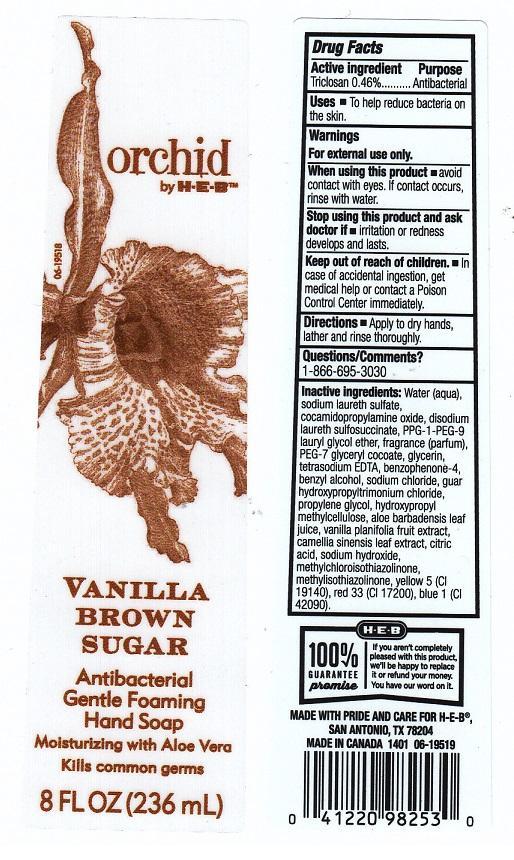 orchid
by H-E-B™
06-19518
VANILLA
BROWN
SUGAR
Antibacterial
Gentle Foaming
Hand Soap
Moisturizing with Aloe Vera
Kills common germs
8 FL OZ (236 mL)
Drug Facts
Active ingredient Purpose
Triclosan 0.46%.......... Antibacterial
Uses ■ To help reduce bacteria on
the skin.
Warnings
For external use only.
When using this product ■ avoid
contact with eyes. If contact occurs,
rinse with water.
Stop using this product and ask
doctor if ■ irritation or redness
develops and lasts.
Keep out of reach of children. ■ In
case of accidental ingestion, get
medical help or contact a Poison
Control Center immediately.
Directions ■ Apply to dry hands,
lather and rinse thoroughly.
Questions/Comments?
1-866-695-3030
Inactive ingredients: Water (aqua),
sodium laureth sulfate,
cocamidopropylamine oxide, disodium
laureth sulfosuccinate, PPG-1-PEG-9
lauryl glycol ether, fragrance (parfum),
PEG-7 glyceryl cocoate, glycerin,
tetrasodium EDTA, benzophenone-4,
benzyl alcohol, sodium chloride, guar
hydroxypropyltrimonium chloride,
propylene glycol, hydroxypropyl
methylcellulose, aloe barbadensis leaf
juice, vanilla planifolia fruit extract,
camellia sinensis leaf extract, citric
acid, sodium hydroxide,
methylchloroisothiazolinone,
methylisothiazolinone, yellow 5 (CI
19140), red 33 (CI 17200), blue 1 (CI
42090).
H-E-B
100%
GUARANTEE
promise
If you aren't completely
pleased with this product,
we'll be happy to replace
it or refund your money.
You have our word on it.
MADE WITH PRIDE AND CARE FOR H-E-B®,
SAN ANTONIO, TX 78204
MADE IN CANADA 1401 06-19519
0 41220 98253 0